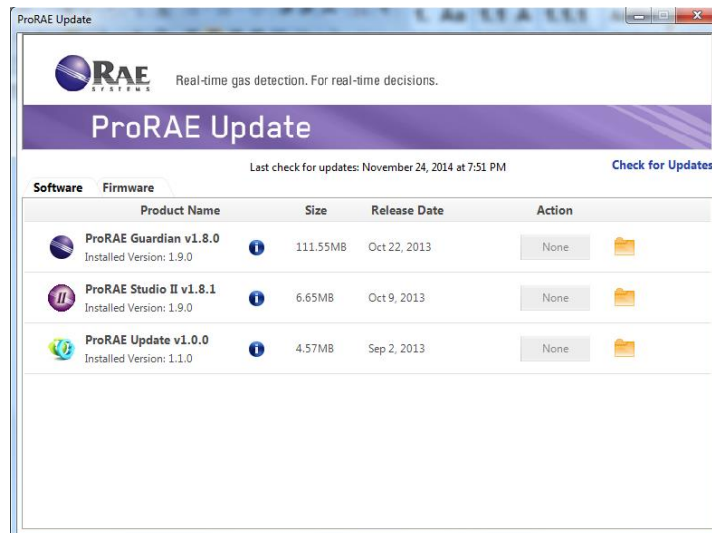 ProRAE Update
RAE
SYSTEMS
Real-time gas detection. For real-time decisions.
ProRAE Update
Last check for updates: November 24, 2014 at 7:51 PM
Check for Updates
Software Firmware
Product Name Size Release Date Action
ProRAE Guardian v1.8.0
Installed Version: 1.9.0
111.55MB Oct 22, 2013 None
ProRAE Studio II v1.8.1
Installed Version: 1.9.0
6.65MB Oct 9, 2013 None
ProRAE Update v1.0.0
Installed Version: 1.1.0
4.57MB Sep 2, 2013 None